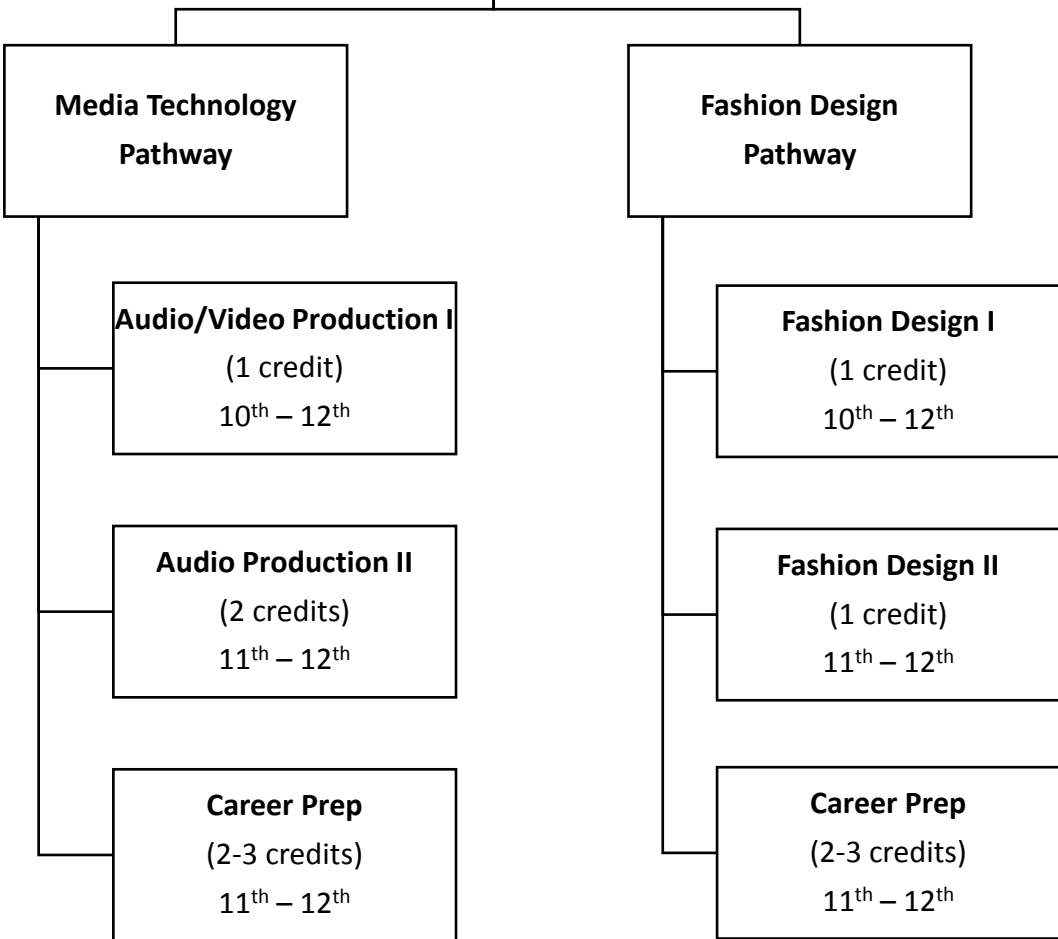 Media Technology
Pathway
Audio/Video Production I
(1 credit)
10th – 12th
Audio Production II
(2 credits)
11th – 12th
Career Prep
(2-3 credits)
11th – 12th
Fashion Design
Pathway
Fashion Design I
(1 credit)
10th – 12th
Fashion Design II
(1 credit)
11th – 12th
Career Prep
(2-3 credits)
11th – 12th